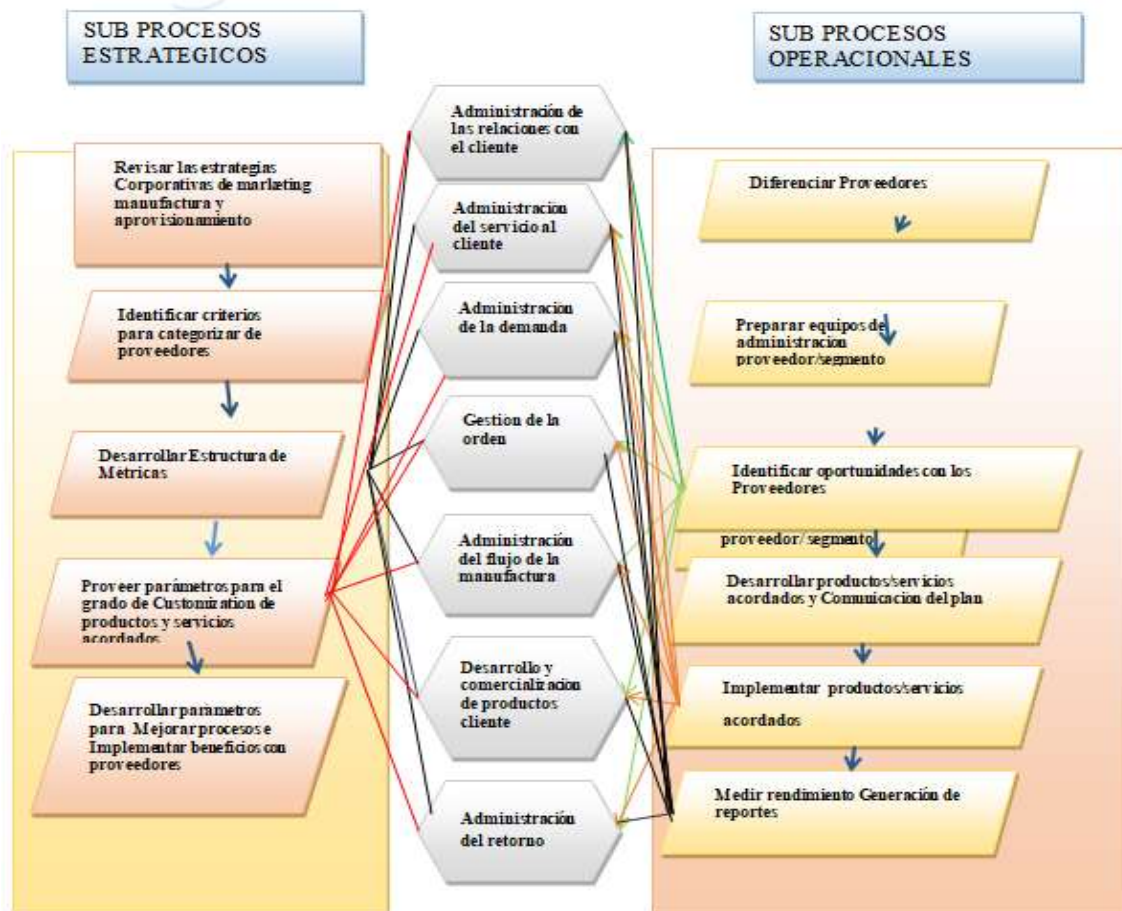 SUB PROCESOS
ESTRATEGICOS
Revisar las estrategias
Corporativas de marketing
manufactura y
aprovisionamiento
Identificar criterios
para categorizar de
proveedores
Desarrollar Estructura de
Métricas
Proveer parámetros para el
grado de Customization de
productos y servicios
acordados
Desarrollar parámetros
para Mejorar procesos e
Implementar beneficios con
proveedores
Administración de
las relaciones con
el cliente
Administración
del servicio al
cliente
Administración
de la demanda
Gestion de la
orden
Administración
del flujo de la
manufactura
Desarrollo y
comercialización
de productos
cliente
Administración
del retorno
SUB PROCESOS
OPERACIONALES
Diferenciar Proveedores
Preparar equipos de
administración
proveedor/segmento
Identificar oportunidades con los
Proveedores
proveedor/segmento
Desarrollar productos/servicios
acordados y Comunicación del plan
Implementar productos/servicios
acordados
Medir rendimiento Generación de
reportes